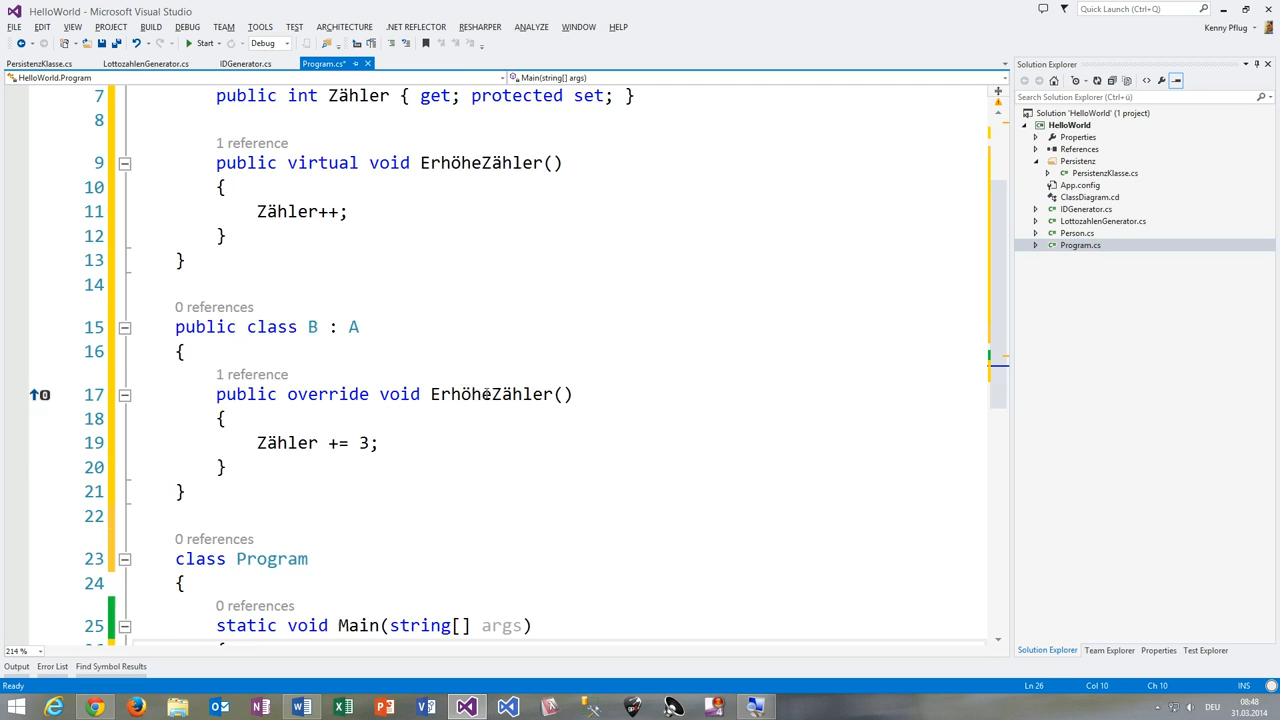 HelloWorld - Microsoft Visual Studio
Quick Launch (Ctrl+Q)
FILE EDIT VIEW PROJECT BUILD DEBUG TEAM TOOLS TEST ARCHITECTURE .NET REFLECTOR RESHARPER ANALYZE WINDOW HELP
Kenny Pflug
Start Debug
PersistenzKlasse.cs LottozahlenGenerator.cs IDGenerator.cs Program.cs*
HelloWorld.Program Main(string[] args)
7 public int Zähler { get; protected set; }
8
1 reference
9 public virtual void ErhöheZähler()
10 {
11 Zähler++;
12 }
13 }
14
0 references
15 public class B : A
16 {
1 reference
17 public override void ErhöheZähler()
18 {
19 Zähler += 3;
20 }
21 }
22
0 references
23 class Program
24 {
0 references
25 static void Main(string[] args)
26 {
214 %
Solution Explorer
Search Solution Explorer (Ctrl+ü)
Solution 'HelloWorld' (1 project)
HelloWorld
Properties
References
Persistenz
PersistenzKlasse.cs
App.config
ClassDiagram.cd
IDGenerator.cs
LottozahlenGenerator.cs
Person.cs
Program.cs
Solution Explorer Team Explorer Properties Test Explorer
Output Error List Find Symbol Results
Ready Ln 26 Col 10 Ch 10 INS
DEU
08:48
31.03.2014